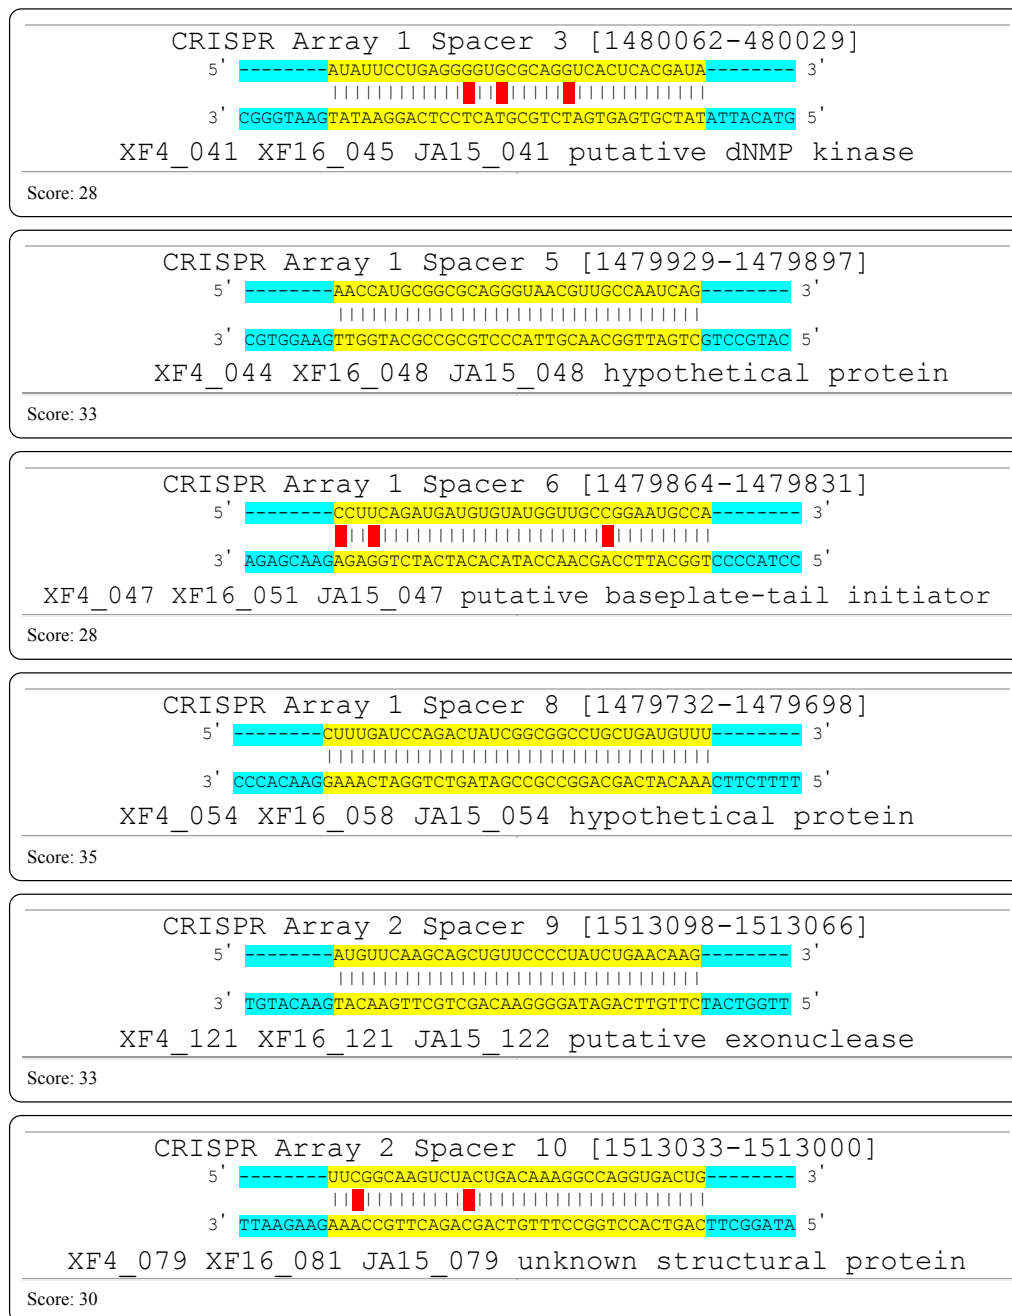 CRISPR Array 1 Spacer 3 [1480062-480029]
5' --------AUAUUCCUGAGGGGUGCGCAGGUCACUCACGAUA-------- 3'
3' CGGGTAAGTATAAGGACTCCTCATGCGTCTAGTGAGTGCTATATTACATG 5'
XF4_041 XF16_045 JA15_041 putative dNMP kinase
Score: 28
CRISPR Array 1 Spacer 5 [1479929-1479897]
5' --------AACCAUGCGGCGCAGGGUAACGUUGCCAAUCAG-------- 3'
3' CGTGGAAGTTGGTACGCCGCGTCCCATTGCAACGGTTAGTCGTCCGTAC 5'
XF4_044 XF16_048 JA15_048 hypothetical protein
Score: 33
CRISPR Array 1 Spacer 6 [1479864-1479831]
5' --------CCUUCAGAUGAUGUGUAUGGUUGCCGGAAUGCCA-------- 3'
3' AGAGCAAGAGAGGTCTACTACACATACCAACGACCTTACGGTCCCCATCC 5'
XF4_047 XF16_051 JA15_047 putative baseplate-tail initiator
Score: 28
CRISPR Array 1 Spacer 8 [1479732-1479698]
5' --------CUUUGAUCCAGACUAUCGGCGGCCUGCUGAUGUUU-------- 3'
3' CCCACAAGGAAACTAGGTCTGATAGCCGCCGGACGACTACAAACTTCTTTT 5'
XF4_054 XF16_058 JA15_054 hypothetical protein
Score: 35
CRISPR Array 2 Spacer 9 [1513098-1513066]
5' --------AUGUUCAAGCAGCUGUUCCCCUAUCUGAACAAG-------- 3'
3' TGTACAAGTACAAGTTCGTCGACAAGGGGATAGACTTGTTCTACTGGTT 5'
XF4_121 XF16_121 JA15_122 putative exonuclease
Score: 33
CRISPR Array 2 Spacer 10 [1513033-1513000]
5' --------UUCGGCAAGUCUACUGACAAAGGCCAGGUGACUG-------- 3'
3' TTAAGAAGAAACCGTTCAGACGACTGTTTCCGGTCCACTGACTTCGGATA 5'
XF4_079 XF16_081 JA15_079 unknown structural protein
Score: 30